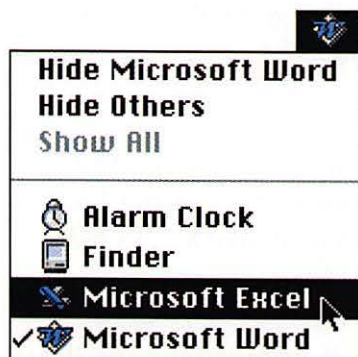 Hide Microsoft Word
Hide Others
Show All
Alarm Clock
Finder
Microsoft Excel
Microsoft Word